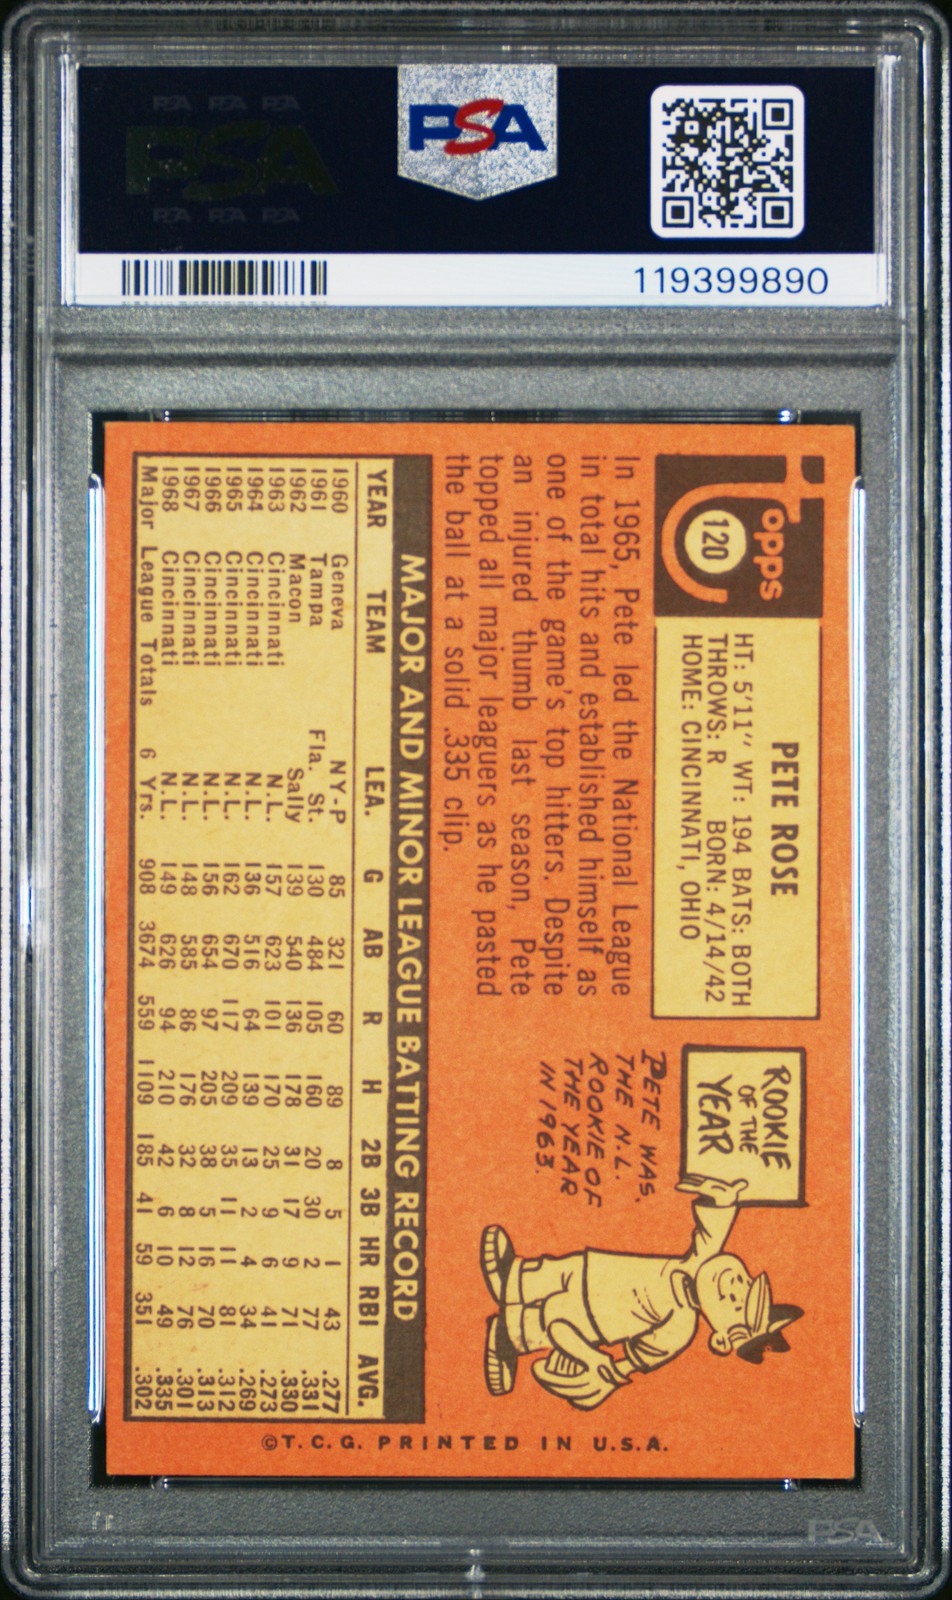 PSA PSA PSA
PSA
PSA PSA PSA
PSA
119399890
Topps
120
PETE ROSE
HT: 5'11" WT: 194 BATS: BOTH
THROWS: R BORN: 4/14/42
HOME: CINCINNATI, OHIO
In 1965, Pete led the National League
in total hits and established himself as
one of the game's top hitters. Despite
an injured thumb last season, Pete
topped all major leaguers as he pasted
the ball at a solid .335 clip.
ROOKIE
OF THE
YEAR
PETE WAS.
THE N.L.
ROOKIE OF
THE YEAR
IN 1963.
MAJOR AND MINOR LEAGUE BATTING RECORD
YEAR TEAM LEA. G AB R H 2B 3B HR RBI AVG.
1960 Geneva NY-P 85 321 60 89 8 5 1 43 .277
1961 Tampa Fla. St. 130 484 105 160 20 30 2 77 .331
1962 Macon Sally 139 540 136 178 31 17 9 71 .330
1963 Cincinnati N.L. 157 623 101 170 25 9 6 41 .273
1964 Cincinnati N.L. 136 516 64 139 13 2 4 34 .269
1965 Cincinnati N.L. 162 670 117 209 35 11 11 81 .312
1966 Cincinnati N.L. 156 654 97 205 38 5 16 70 .313
1967 Cincinnati N.L. 148 585 86 176 32 8 12 76 .301
1968 Cincinnati N.L. 149 626 94 210 42 6 10 49 .335
Major League Totals 6 Yrs. 908 3674 559 1109 185 41 59 351 .302
©T.C.G. PRINTED IN U.S.A.
PSA